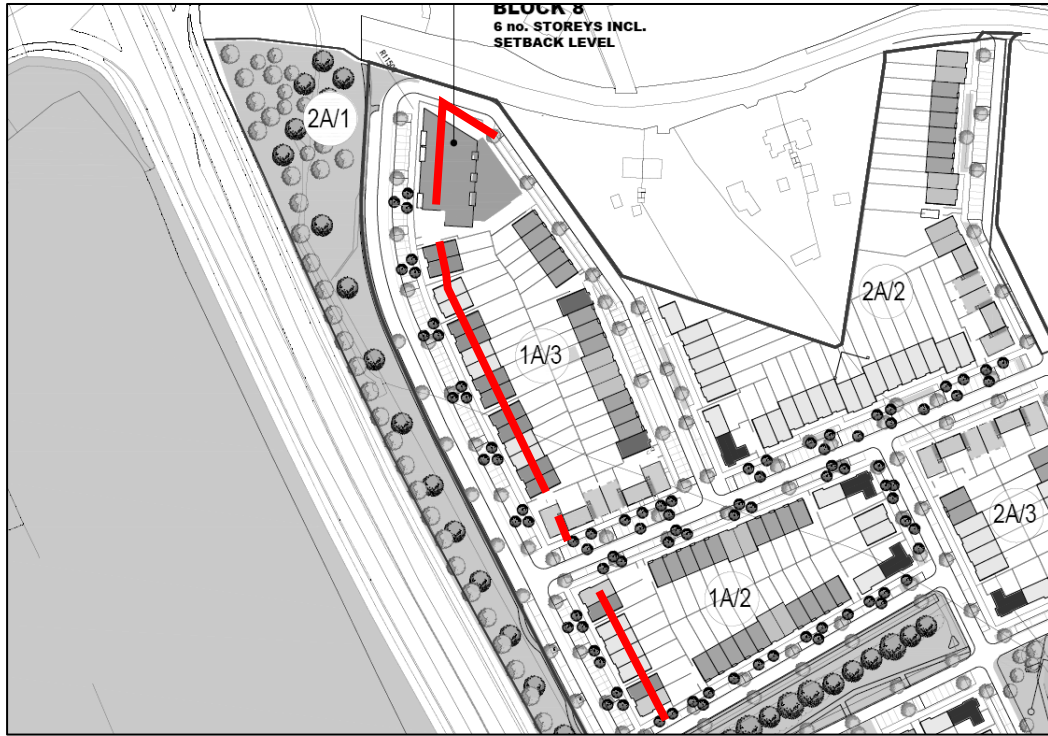 BLOCK 8
6 no. STOREYS INCL.
SETBACK LEVEL
2A/1
2A/2
1A/3
2A/3
1A/2